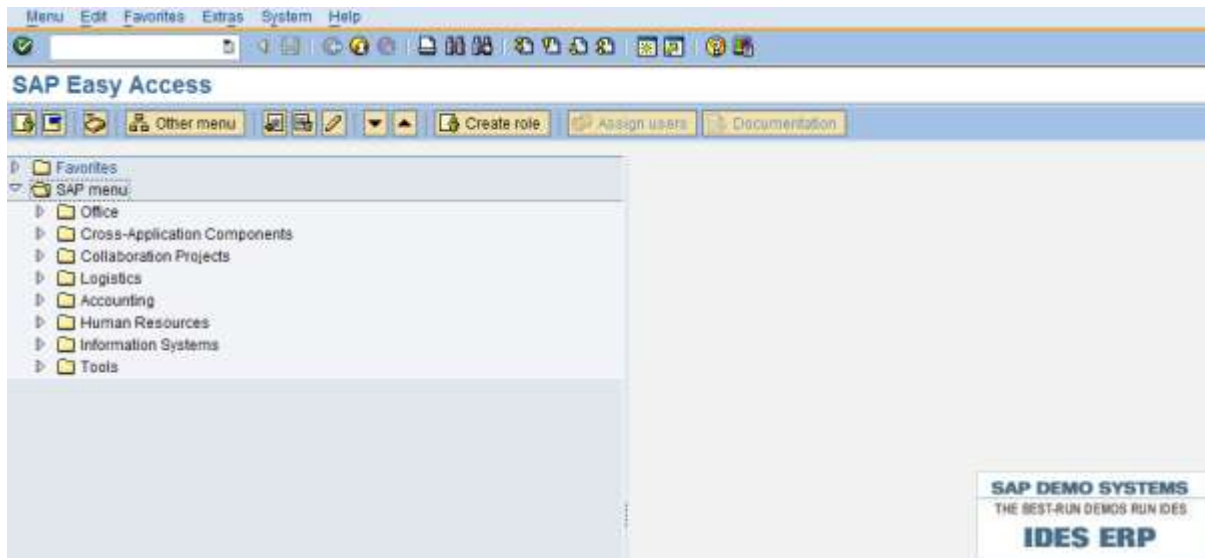 Menu Edit Favorites Extras System Help
SAP Easy Access
Other menu Create role Assign users Documentation
Favorites
SAP menu
Office
Cross-Application Components
Collaboration Projects
Logistics
Accounting
Human Resources
Information Systems
Tools
SAP DEMO SYSTEMS
THE BEST-RUN DEMOS RUN IDES
IDES ERP